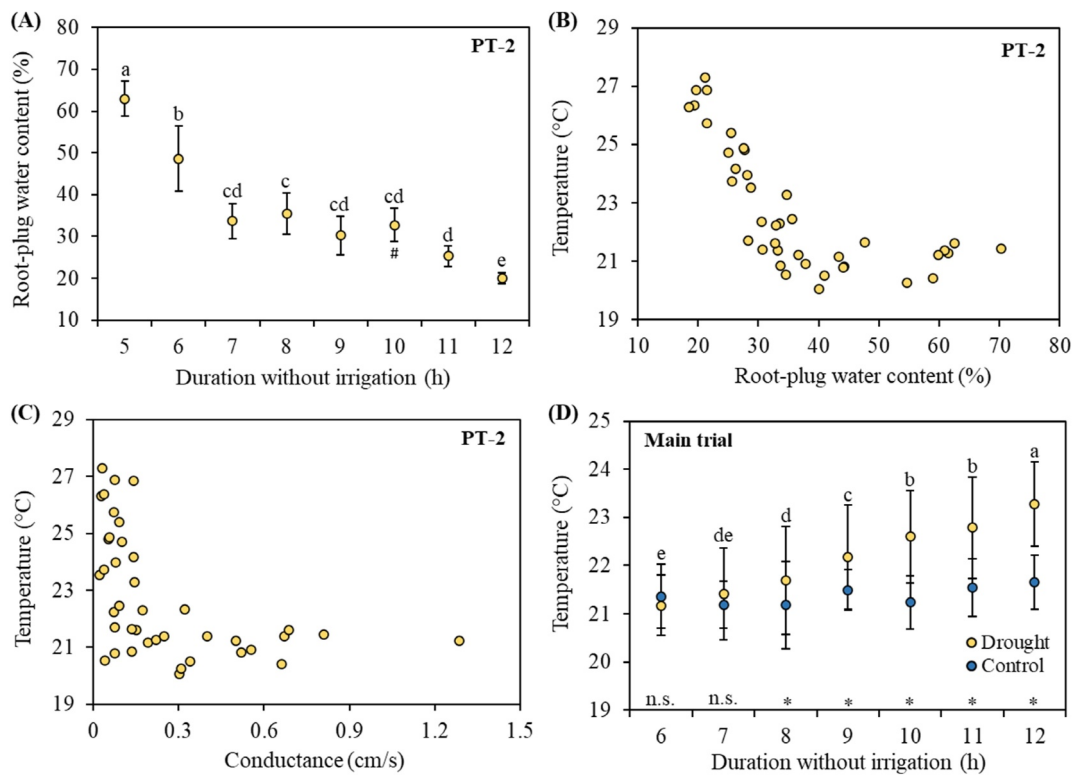 (A)
PT-2
Root-plug water content (%)
80
70
60
50
40
30
20
10
a
b
cd
c
cd
cd
#
d
e
5 6 7 8 9 10 11 12
Duration without irrigation (h)
(B)
PT-2
Temperature (°C)
29
27
25
23
21
19
10 20 30 40 50 60 70 80
Root-plug water content (%)
(C)
PT-2
Temperature (°C)
29
27
25
23
21
19
0 0.3 0.6 0.9 1.2 1.5
Conductance (cm/s)
(D)
Main trial
Temperature (°C)
25
24
23
22
21
20
19
e
de
d
c
b
b
a
Drought
Control
n.s. n.s. * * * * *
6 7 8 9 10 11 12
Duration without irrigation (h)